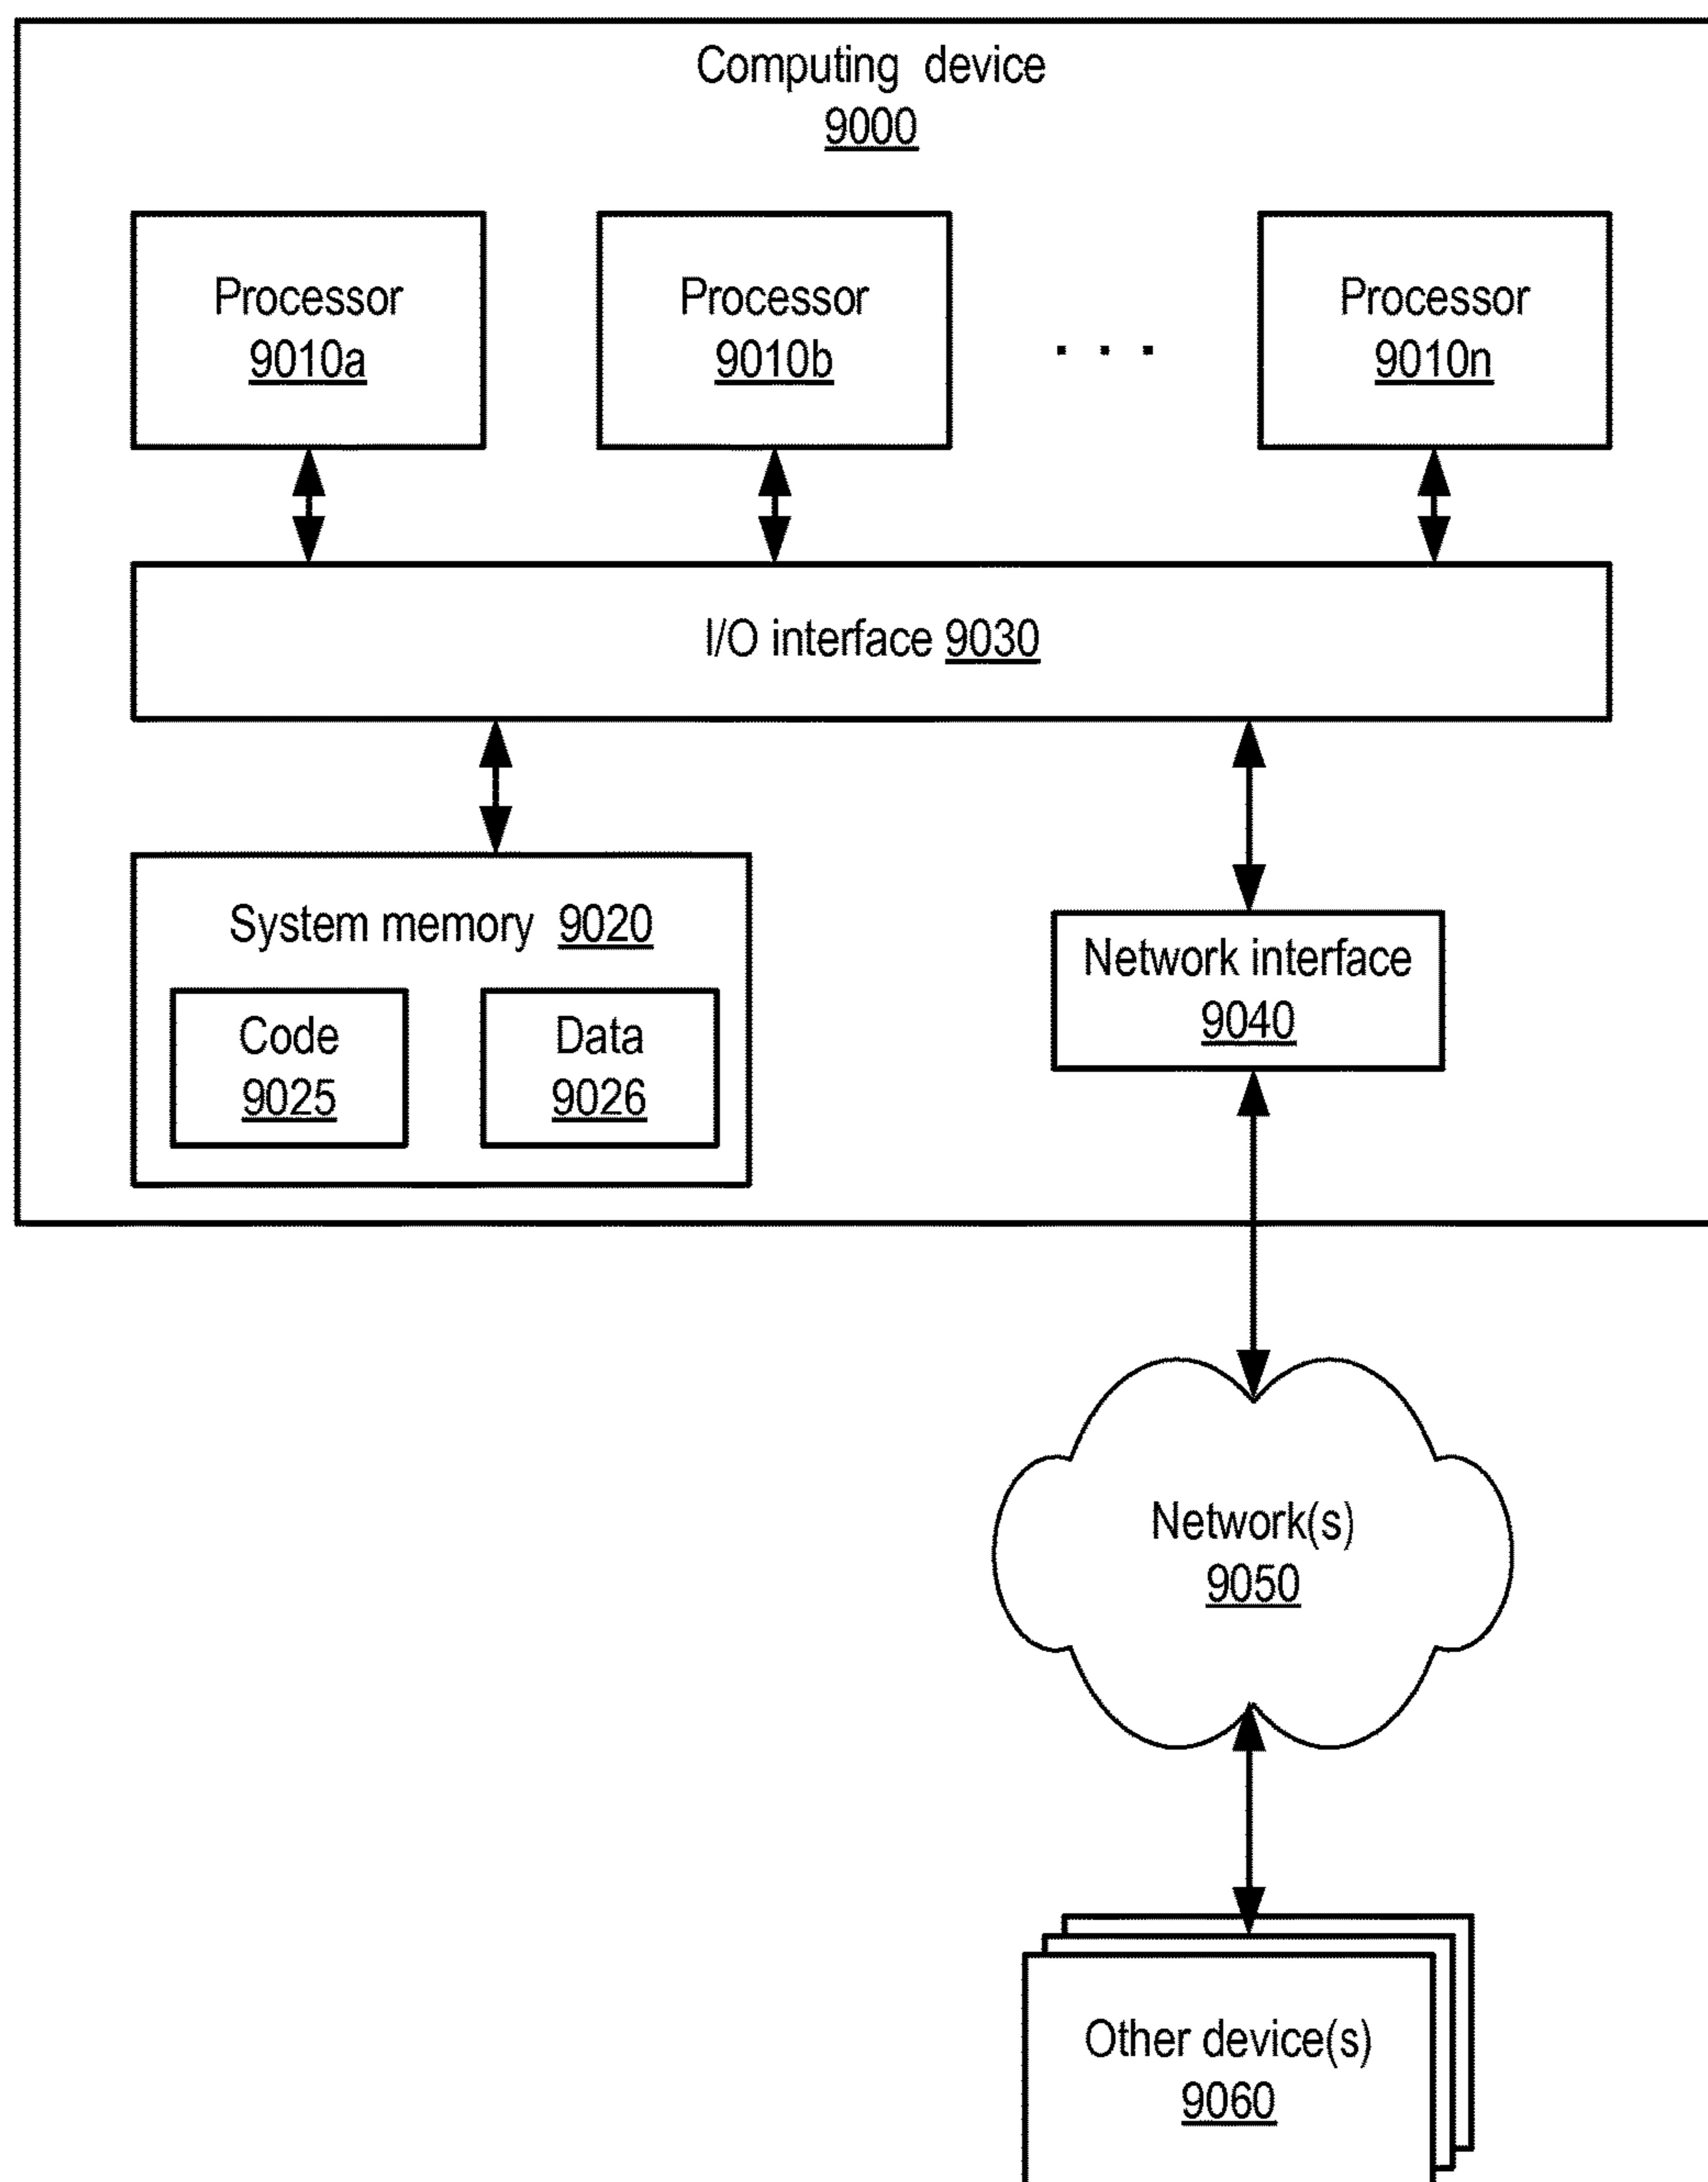 Computing device
9000
Processor
9010a
Processor
9010b
. . .
Processor
9010n
I/O interface 9030
System memory 9020
Code
9025
Data
9026
Network interface
9040
Network(s)
9050
Other device(s)
9060